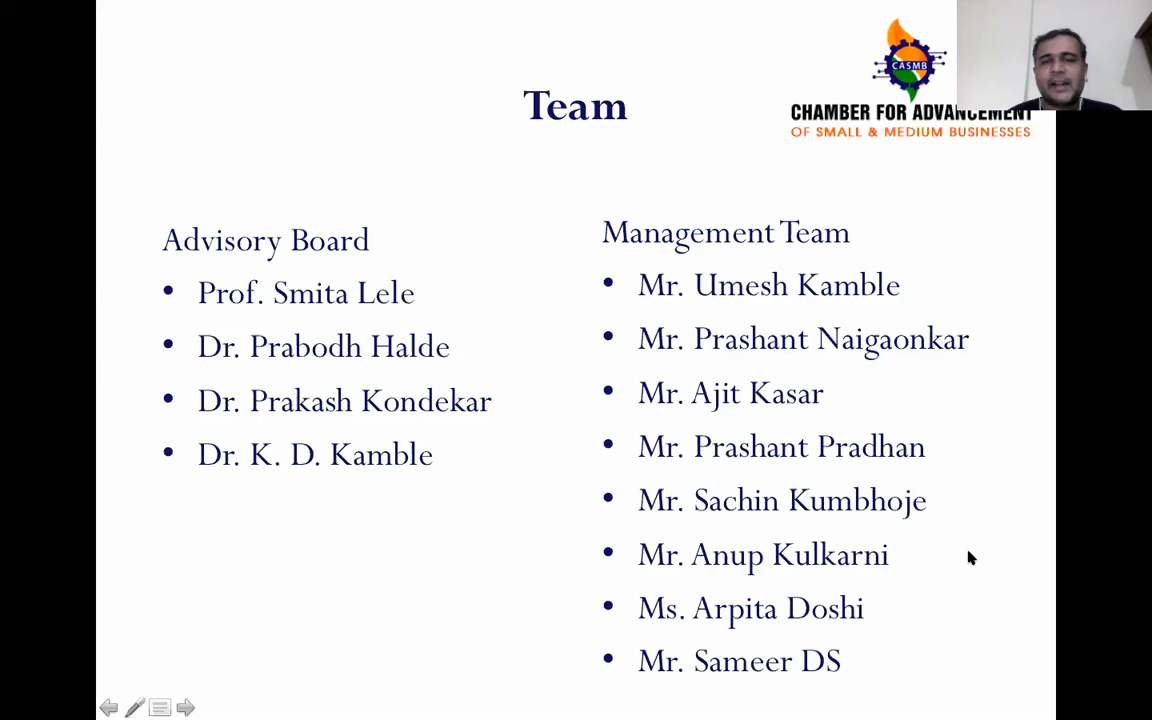 Team
CASMB
CHAMBER FOR ADVANCEMENT
OF SMALL & MEDIUM BUSINESSES
Advisory Board
• Prof. Smita Lele
• Dr. Prabodh Halde
• Dr. Prakash Kondekar
• Dr. K. D. Kamble
Management Team
• Mr. Umesh Kamble
• Mr. Prashant Naigaonkar
• Mr. Ajit Kasar
• Mr. Prashant Pradhan
• Mr. Sachin Kumbhoje
• Mr. Anup Kulkarni
• Ms. Arpita Doshi
• Mr. Sameer DS